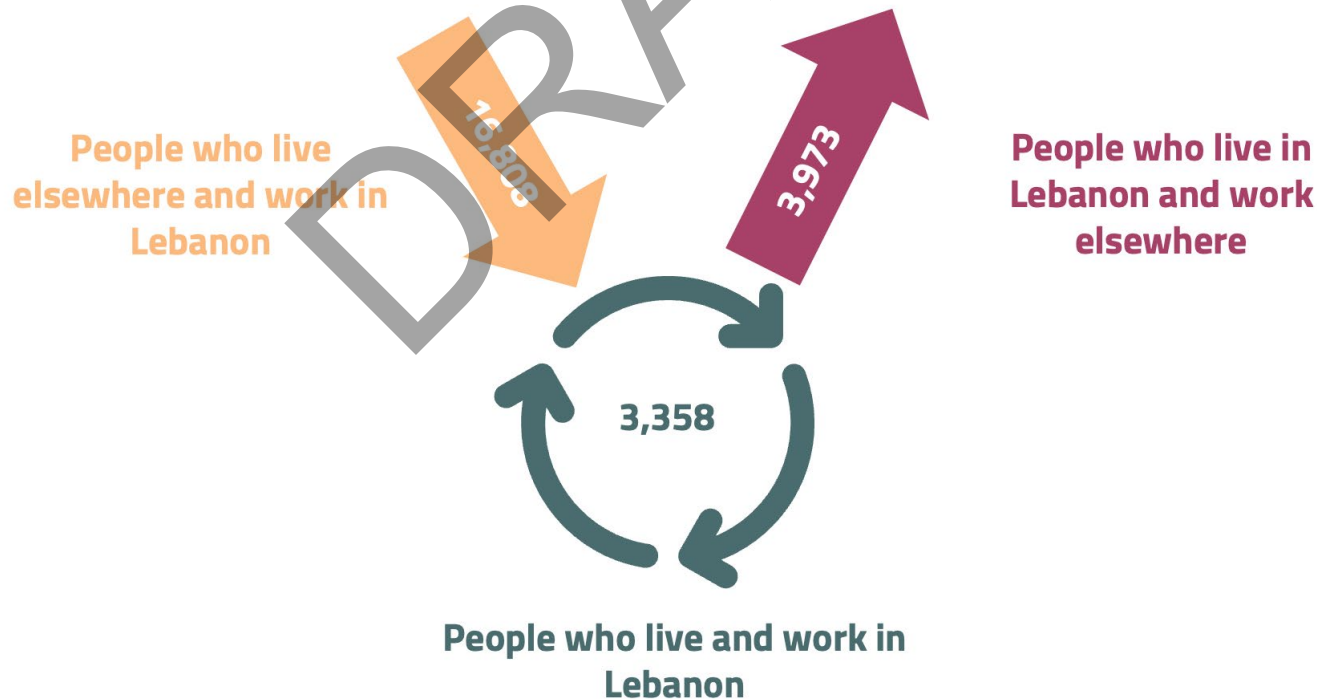 DRA
16,808
3,973
People who live
elsewhere and work in
Lebanon
People who live in
Lebanon and work
elsewhere
3,358
People who live and work in
Lebanon